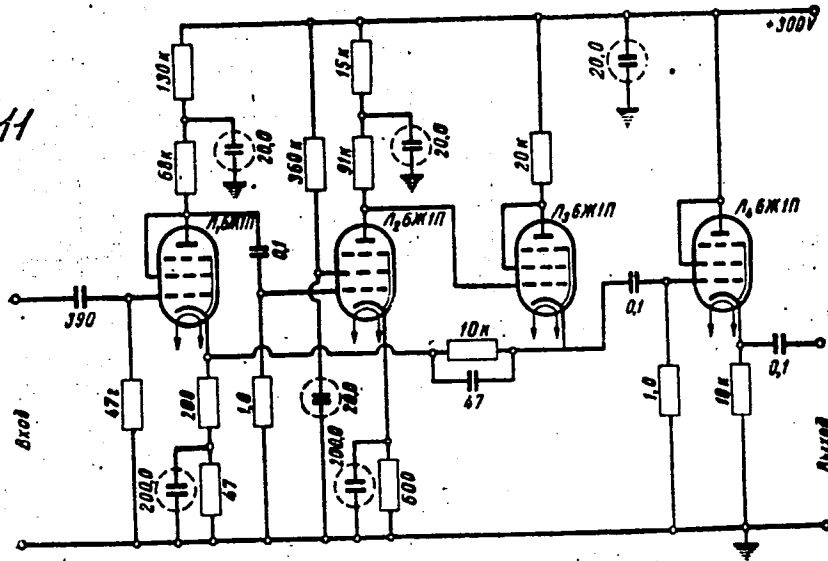 11
130к
68к
20,0
360к
15к
91к
20,0
20к
20,0
+300V
Л₁6Ж1П
0,1
Л₂6Ж1П
Л₃6Ж1П
Л₄6Ж1П
390
10к
47
0,1
0,1
Вход
200
1,0
20,0
1,0
10к
Выход
200,0
47
200,0
600